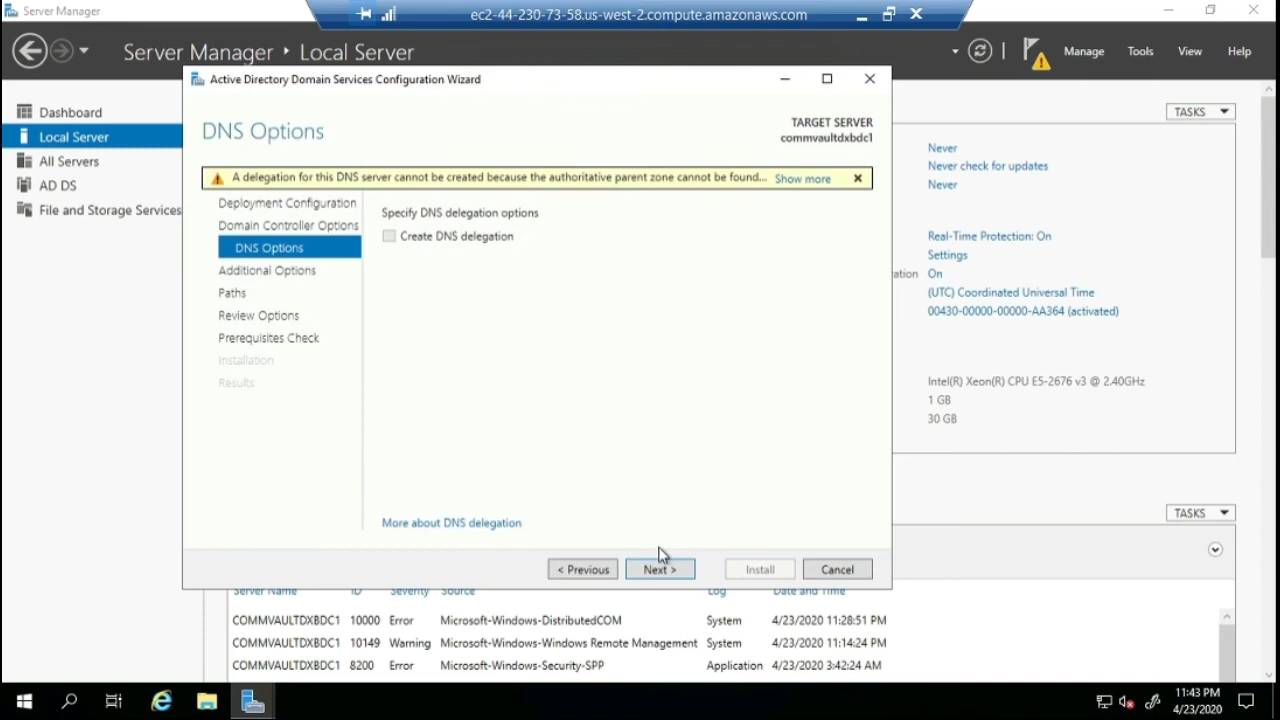 Server Manager
ec2-44-230-73-58.us-west-2.compute.amazonaws.com
Server Manager
Local Server
Manage
Tools
View
Help
Active Directory Domain Services Configuration Wizard
DNS Options
TARGET SERVER
commvaultdxbdc1
A delegation for this DNS server cannot be created because the authoritative parent zone cannot be found... Show more
Dashboard
Local Server
All Servers
AD DS
File and Storage Services
Deployment Configuration
Domain Controller Options
DNS Options
Additional Options
Paths
Review Options
Prerequisites Check
Installation
Results
Specify DNS delegation options
Create DNS delegation
More about DNS delegation
< Previous
Next >
Install
Cancel
TASKS
Never
Never check for updates
Never
Real-Time Protection: On
Settings
On
(UTC) Coordinated Universal Time
00430-00000-00000-AA364 (activated)
Intel(R) Xeon(R) CPU E5-2676 v3 @ 2.40GHz
1 GB
30 GB
TASKS
Server Name ID Severity Source Log Date and Time
COMMVAULTDXBDC1 10000 Error Microsoft-Windows-DistributedCOM System 4/23/2020 11:28:51 PM
COMMVAULTDXBDC1 10149 Warning Microsoft-Windows-Windows Remote Management System 4/23/2020 11:14:24 PM
COMMVAULTDXBDC1 8200 Error Microsoft-Windows-Security-SPP Application 4/23/2020 3:42:24 AM
11:43 PM
4/23/2020